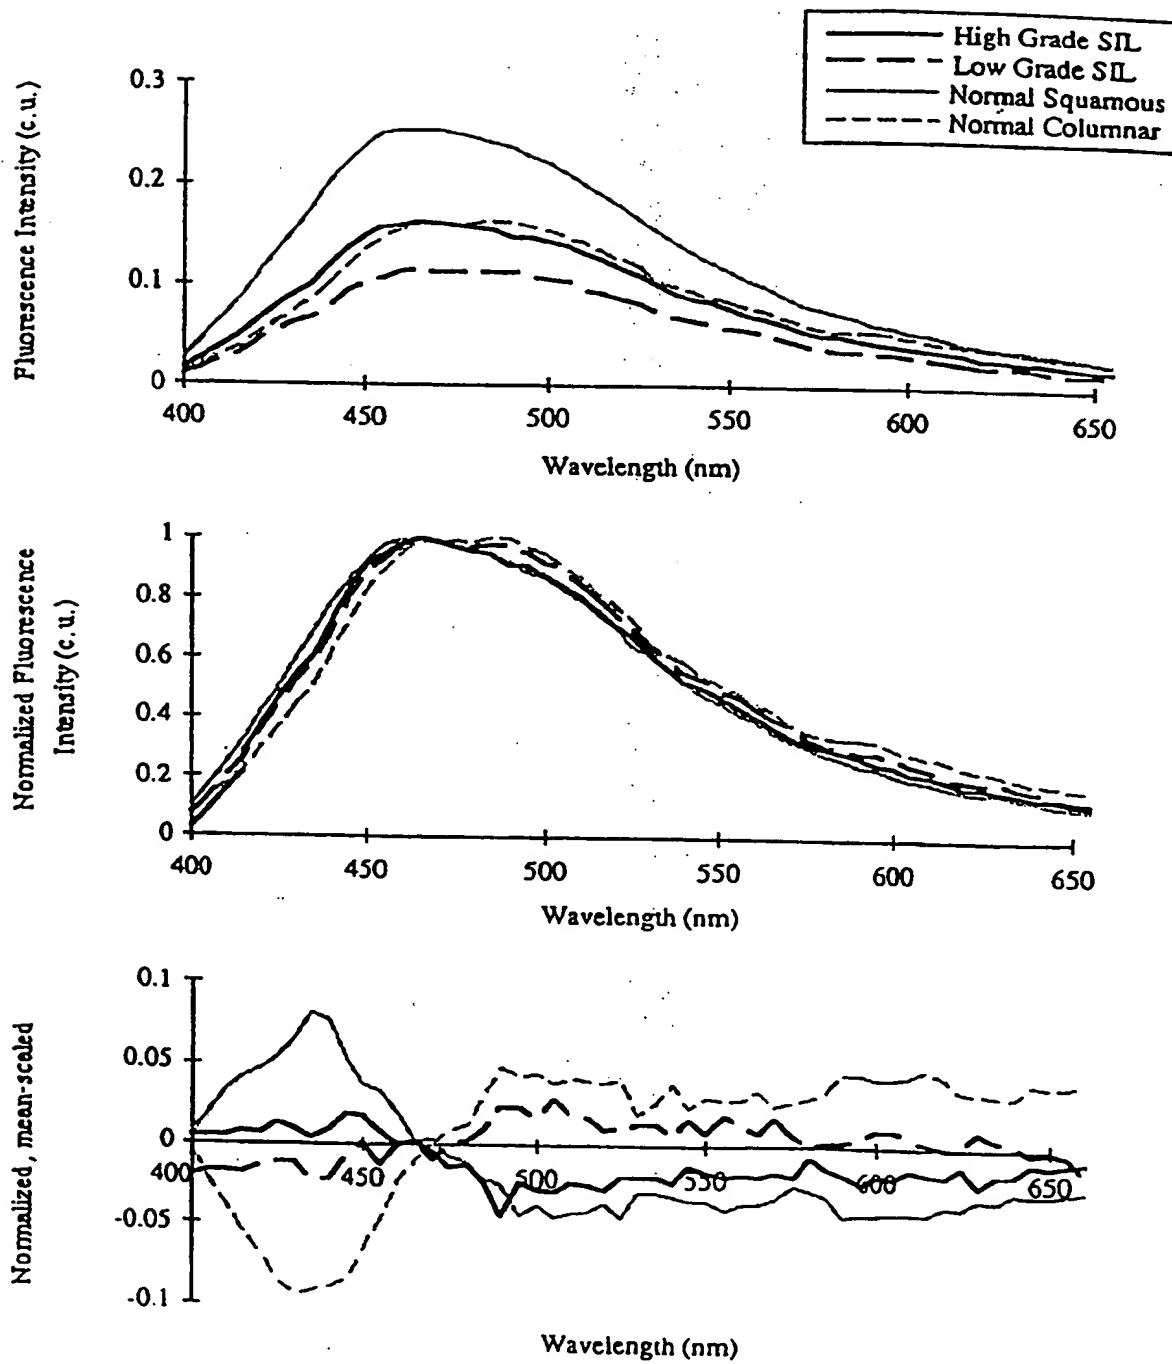 High Grade SIL
Low Grade SIL
Normal Squamous
Normal Columnar
Fluorescence Intensity (c.u.)
0.3
0.2
0.1
0
400 450 500 550 600 650
Wavelength (nm)
Normalized Fluorescence
Intensity (c.u.)
1
0.8
0.6
0.4
0.2
0
400 450 500 550 600 650
Wavelength (nm)
Normalized, mean-scaled
0.1
0.05
0
400 450 500 550 600 650
-0.05
-0.1
Wavelength (nm)